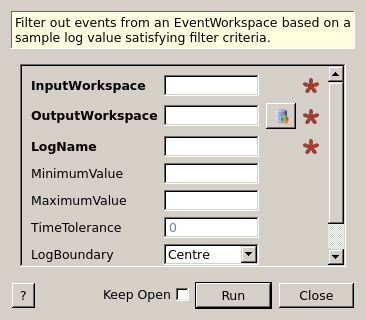 Filter out events from an EventWorkspace based on a
sample log value satisfying filter criteria.
InputWorkspace
OutputWorkspace
LogName
MinimumValue
MaximumValue
TimeTolerance 0
LogBoundary Centre
? Keep Open Run Close